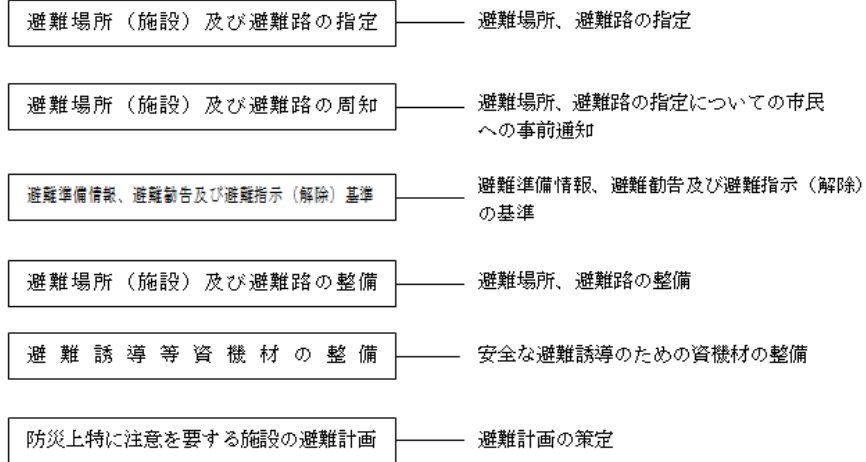 避難場所（施設）及び避難路の指定　避難場所、避難路の指定
避難場所（施設）及び避難路の周知　避難場所、避難路の指定についての市民
への事前通知
避難準備情報、避難勧告及び避難指示（解除）基準　避難準備情報、避難勧告及び避難指示（解除）
の基準
避難場所（施設）及び避難路の整備　避難場所、避難路の整備
避難誘導等資機材の整備　安全な避難誘導のための資機材の整備
防災上特に注意を要する施設の避難計画　避難計画の策定